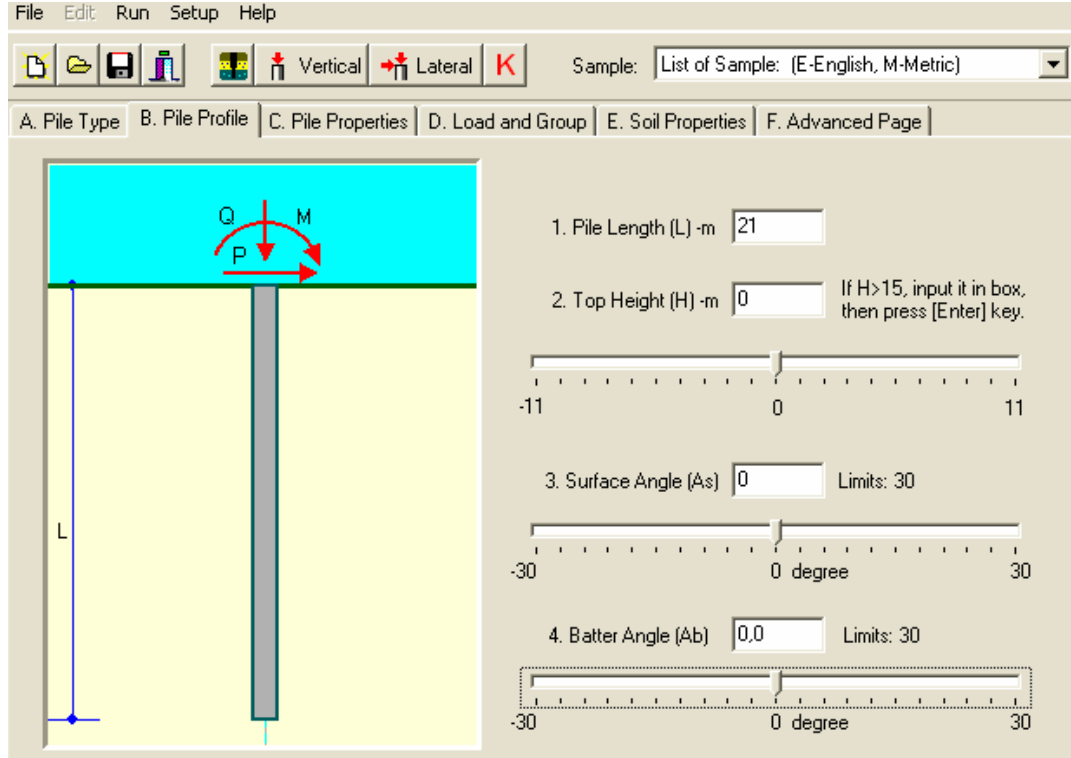 File Edit Run Setup Help
Vertical Lateral K Sample: List of Sample: (E-English, M-Metric)
A. Pile Type B. Pile Profile C. Pile Properties D. Load and Group E. Soil Properties F. Advanced Page
Q M
P
L
1. Pile Length (L) -m 21
2. Top Height (H) -m 0 If H>15, input it in box,
then press [Enter] key.
-11 0 11
3. Surface Angle (As) 0 Limits: 30
-30 0 degree 30
4. Batter Angle (Ab) 0,0 Limits: 30
-30 0 degree 30